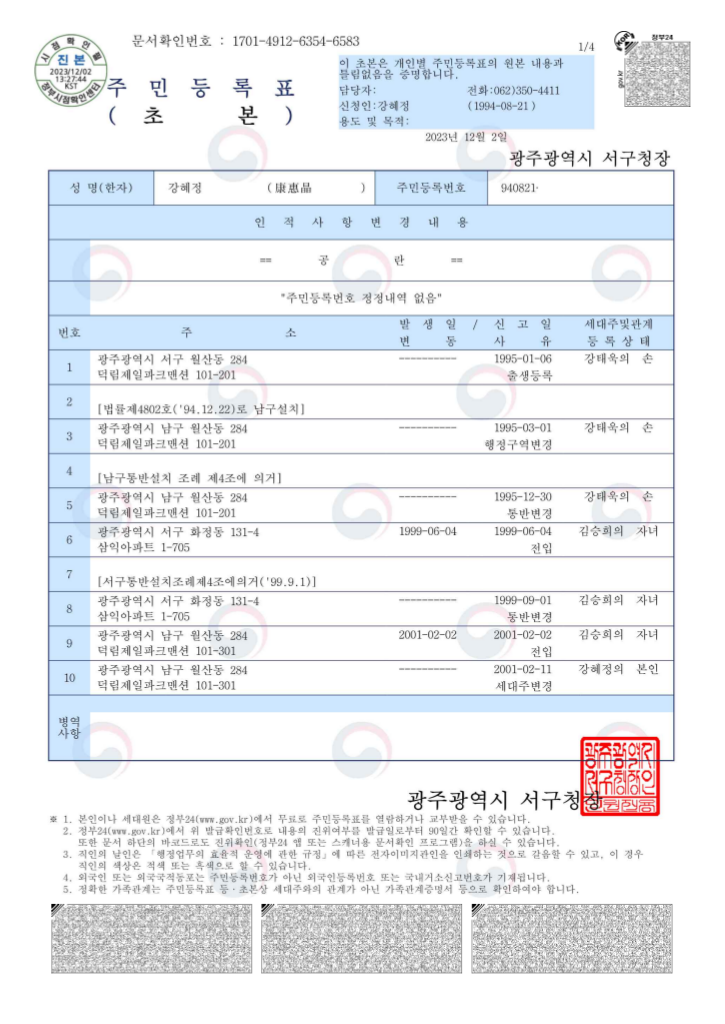 문서확인번호 : 1701-4912-6354-6583
1/4
정부24
시점확인필
진본
2023/12/02
13:27:44
KST
정부시점확인센터
주 민 등 록 표
( 초 본 )
이 초본은 개인별 주민등록표의 원본 내용과
틀림없음을 증명합니다.
담당자: 전화:062)350-4411
신청인:강혜정 (1994-08-21 )
용도 및 목적:
2023년 12월 2일
광주광역시 서구청장
성 명(한자) 강혜정 (康惠晶 ) 주민등록번호 940821-
인 적 사 항 변 경 내 용
== 공 란 ==
"주민등록번호 정정내역 없음"
번호 주 소 발 생 일 / 신 고 일 세대주및관계
변 동 사 유 등 록 상 태
1 광주광역시 서구 월산동 284 ---------- 1995-01-06 강태욱의 손
덕림제일파크맨션 101-201 출생등록
2 [법률제4802호('94.12.22)로 남구설치]
3 광주광역시 남구 월산동 284 ---------- 1995-03-01 강태욱의 손
덕림제일파크맨션 101-201 행정구역변경
4 [남구통반설치 조례 제4조에 의거]
5 광주광역시 남구 월산동 284 ---------- 1995-12-30 강태욱의 손
덕림제일파크맨션 101-201 통반변경
6 광주광역시 서구 화정동 131-4 1999-06-04 1999-06-04 김승희의 자녀
삼익아파트 1-705 전입
7 [서구통반설치조례제4조에의거('99.9.1)]
8 광주광역시 서구 화정동 131-4 ---------- 1999-09-01 김승희의 자녀
삼익아파트 1-705 통반변경
9 광주광역시 남구 월산동 284 2001-02-02 2001-02-02 김승희의 자녀
덕림제일파크맨션 101-301 전입
10 광주광역시 남구 월산동 284 ---------- 2001-02-11 강혜정의 본인
덕림제일파크맨션 101-301 세대주변경
병역
사항
광주광역시 서구청장
※ 1. 본인이나 세대원은 정부24(www.gov.kr)에서 무료로 주민등록표를 열람하거나 교부받을 수 있습니다.
2. 정부24(www.gov.kr)에서 위 발급확인번호로 내용의 진위여부를 발급일로부터 90일간 확인할 수 있습니다.
또한 문서 하단의 바코드로도 진위확인(정부24 앱 또는 스캐너용 문서확인 프로그램)을 하실 수 있습니다.
3. 직인의 날인은 「행정업무의 효율적 운영에 관한 규정」에 따른 전자이미지관인을 인쇄하는 것으로 갈음할 수 있고, 이 경우
직인의 색상은 적색 또는 흑색으로 할 수 있습니다.
4. 외국인 또는 외국국적동포는 주민등록번호가 아닌 외국인등록번호 또는 국내거소신고번호가 기재됩니다.
5. 정확한 가족관계는 주민등록표 등·초본상 세대주와의 관계가 아닌 가족관계증명서 등으로 확인하여야 합니다.